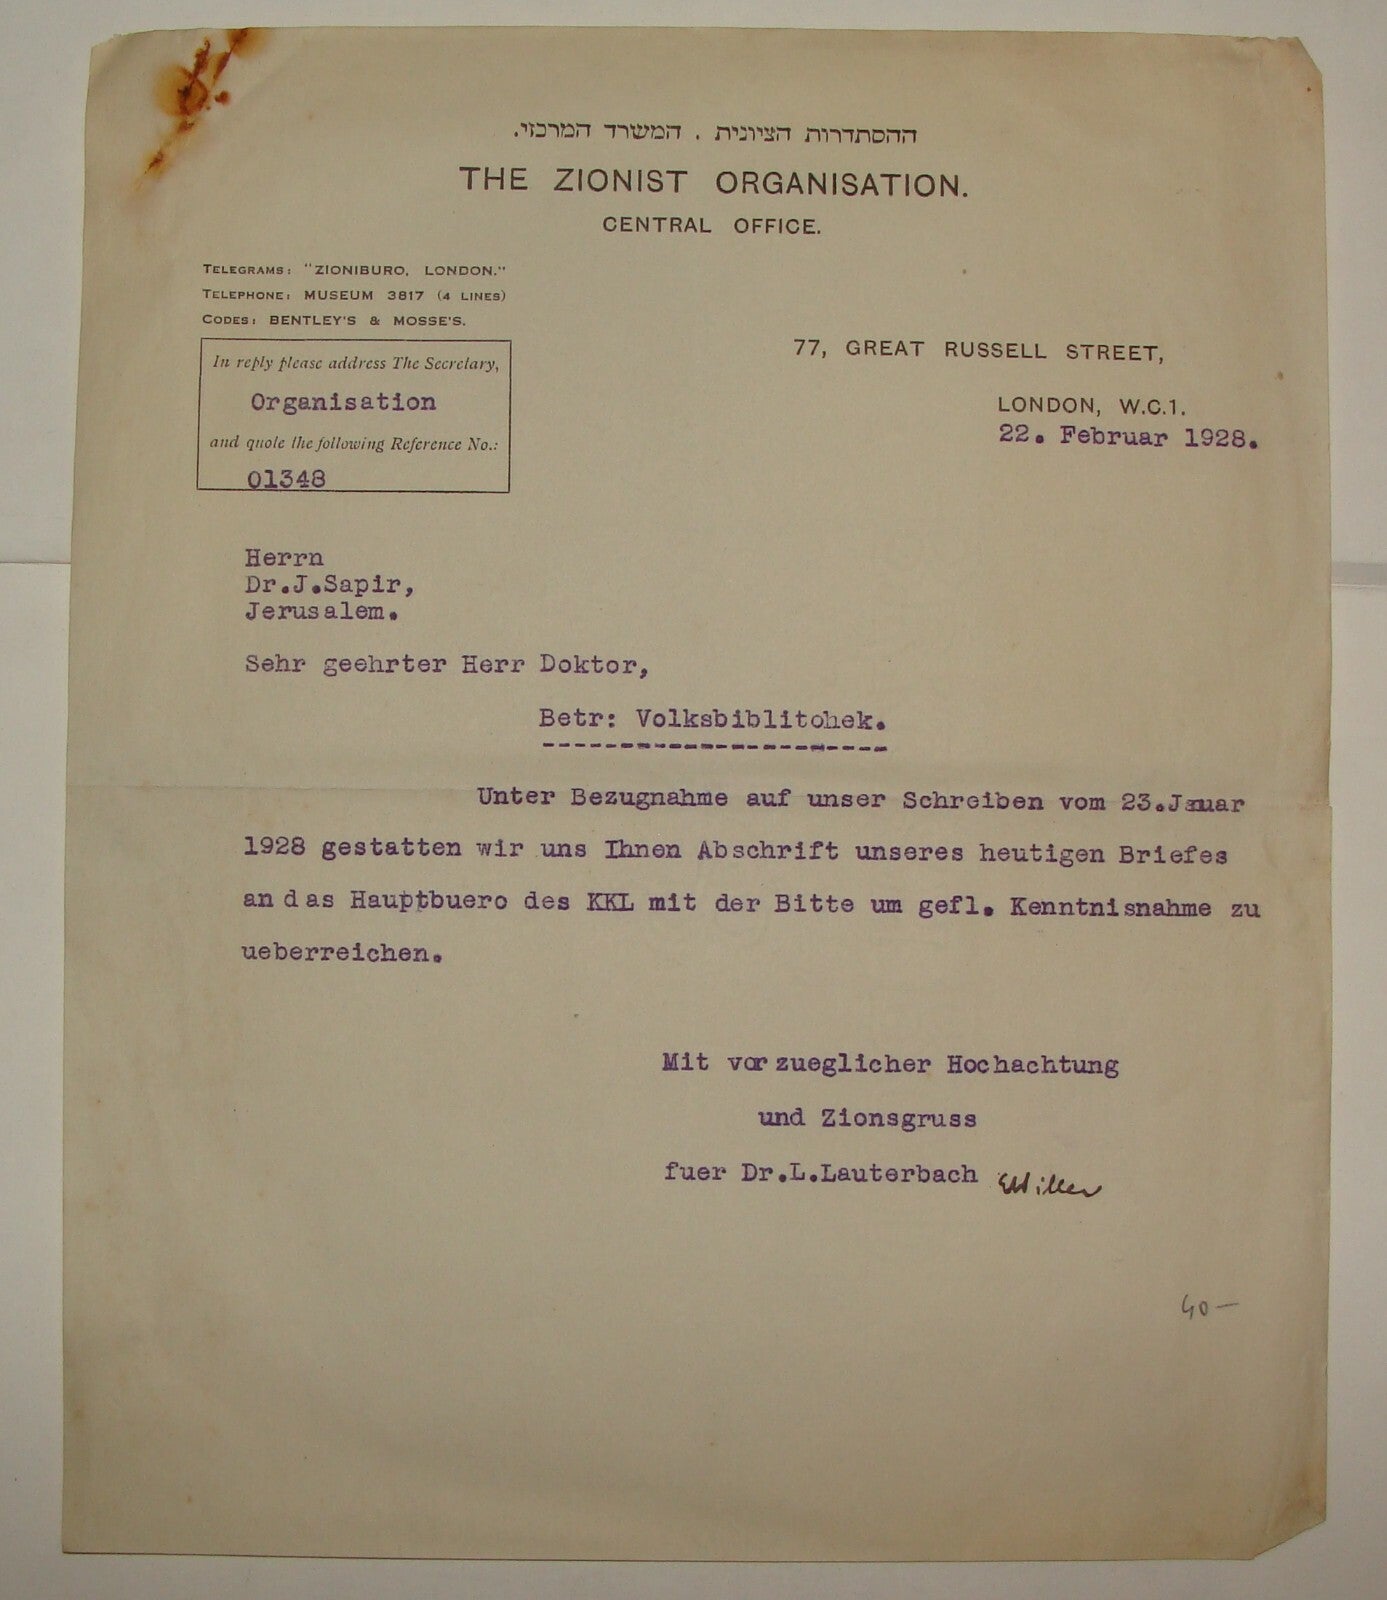 ההסתדרות הציונית . המשרד המרכזי.
THE ZIONIST ORGANISATION.
CENTRAL OFFICE.
TELEGRAMS: "ZIONIBURO, LONDON."
TELEPHONE: MUSEUM 3817 (4 LINES)
CODES: BENTLEY'S & MOSSE'S.
In reply please address The Secretary,
Organisation
and quote the following Reference No.:
01348
77, GREAT RUSSELL STREET,
LONDON, W.C.1.
22. Februar 1928.
Herrn
Dr.J.Sapir,
Jerusalem.
Sehr geehrter Herr Doktor,
Betr: Volksbiblitohek.
Unter Bezugnahme auf unser Schreiben vom 23.Januar
1928 gestatten wir uns Ihnen Abschrift unseres heutigen Briefes
an das Hauptbuero des KKL mit der Bitte um gefl. Kenntnisnahme zu
ueberreichen.
Mit vorzueglicher Hochachtung
und Zionsgruss
fuer Dr.L.Lauterbach
40-